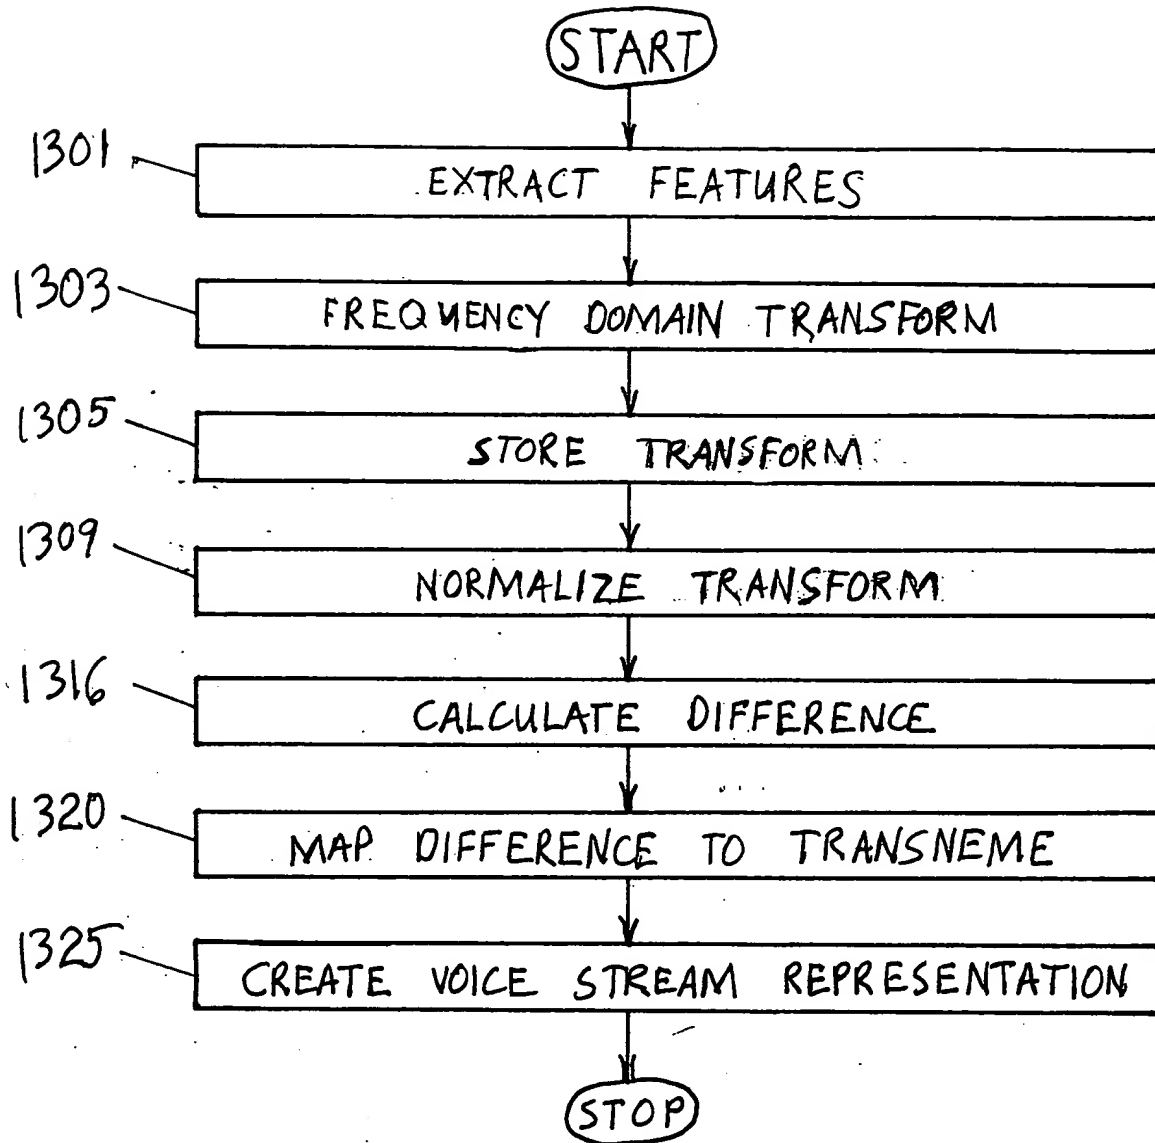 START
1301
EXTRACT FEATURES
1303
FREQUENCY DOMAIN TRANSFORM
1305
STORE TRANSFORM
1309
NORMALIZE TRANSFORM
1316
CALCULATE DIFFERENCE
1320
MAP DIFFERENCE TO TRANSNEME
1325
CREATE VOICE STREAM REPRESENTATION
STOP